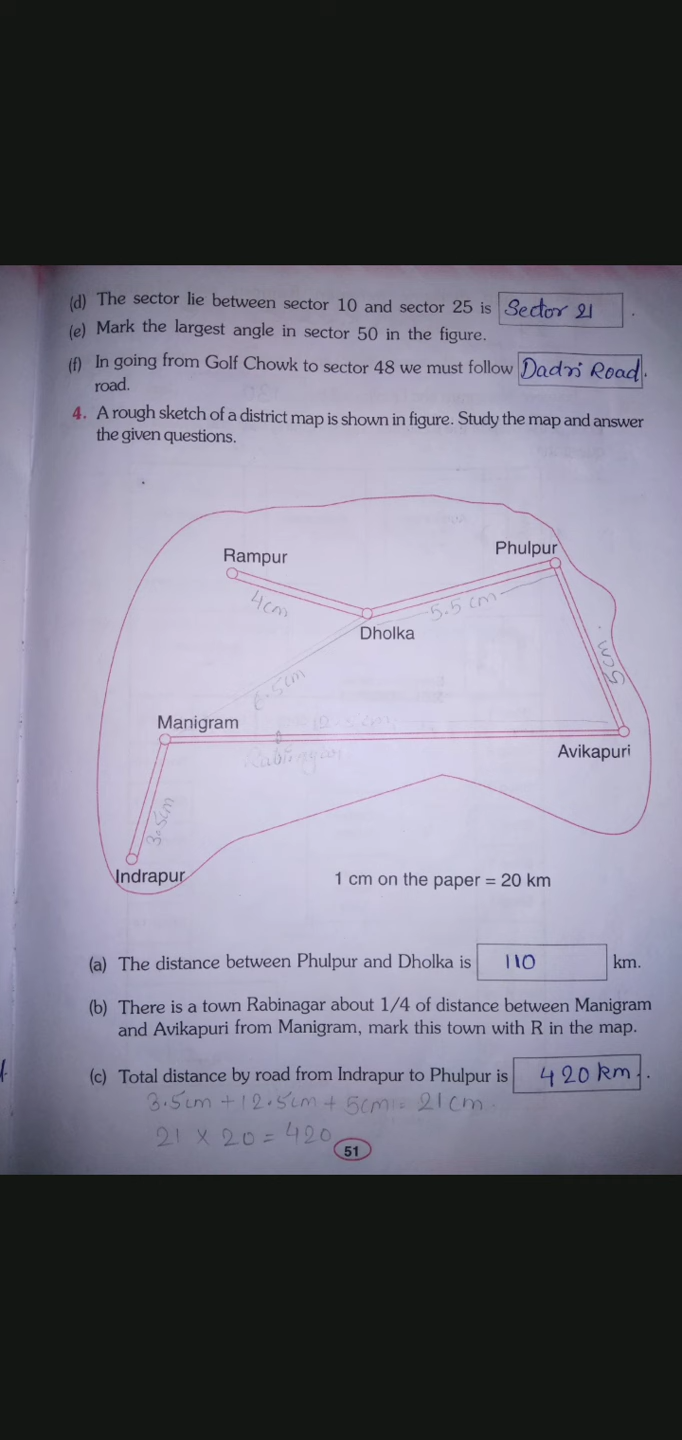 (d) The sector lie between sector 10 and sector 25 is Sector 21 .
(e) Mark the largest angle in sector 50 in the figure.
(f) In going from Golf Chowk to sector 48 we must follow Dadri Road.
road.
4. A rough sketch of a district map is shown in figure. Study the map and answer
the given questions.
Phulpur
Rampur
4cm
5.5 cm
Dholka
5cm.
6.5cm
Manigram
12.5cm
Avikapuri
3.5cm
Indrapur
1 cm on the paper = 20 km
(a) The distance between Phulpur and Dholka is 110 km.
(b) There is a town Rabinagar about 1/4 of distance between Manigram
and Avikapuri from Manigram, mark this town with R in the map.
(c) Total distance by road from Indrapur to Phulpur is 420 km. .
3.5cm + 12.5cm + 5cm = 21cm.
21 x 20 = 420
51